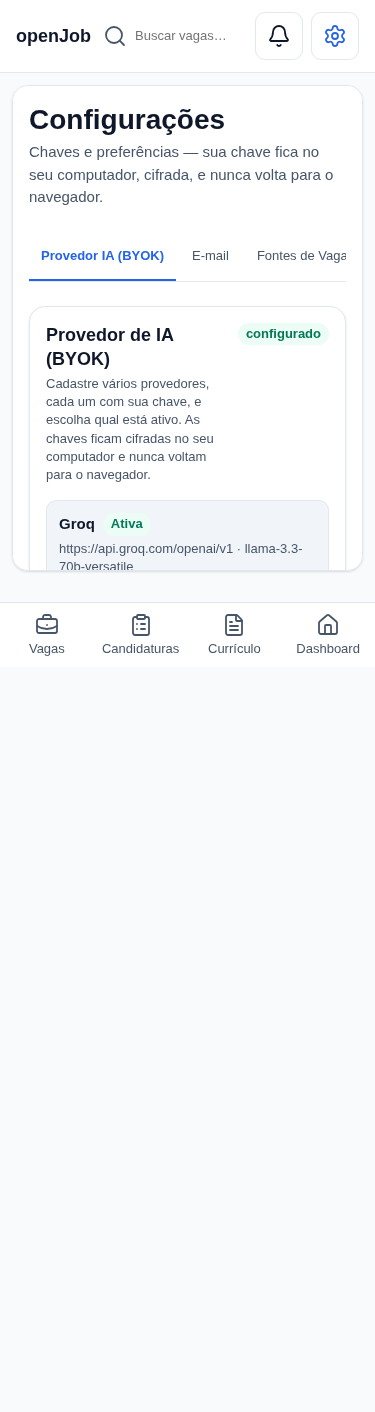 openJob
Buscar vagas…
Configurações
Chaves e preferências — sua chave fica no
seu computador, cifrada, e nunca volta para o
navegador.
Provedor IA (BYOK) E-mail Fontes de Vaga
Provedor de IA
(BYOK)
configurado
Cadastre vários provedores,
cada um com sua chave, e
escolha qual está ativo. As
chaves ficam cifradas no seu
computador e nunca voltam
para o navegador.
Groq Ativa
https://api.groq.com/openai/v1 · llama-3.3-
70b-versatile
Vagas Candidaturas Currículo Dashboard